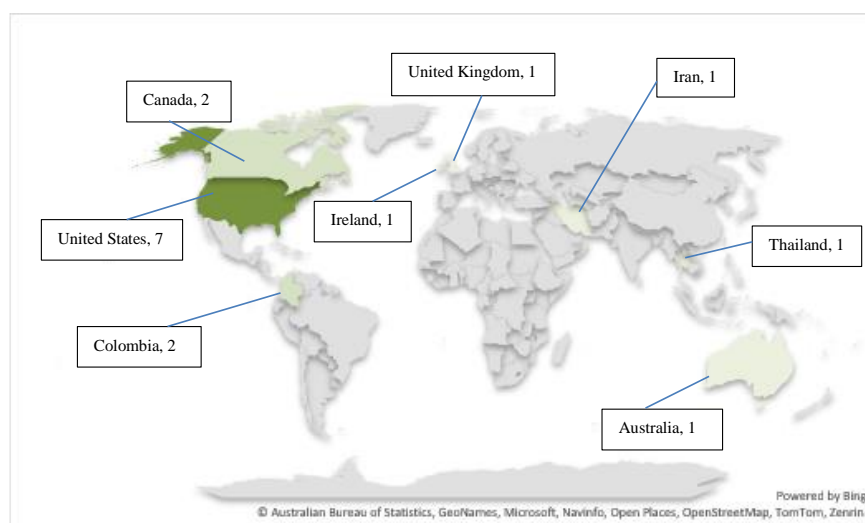 United Kingdom, 1
Iran, 1
Canada, 2
United States, 7
Ireland, 1
Thailand, 1
Colombia, 2
Australia, 1
Powered by Bing
© Australian Bureau of Statistics, GeoNames, Microsoft, Navinfo, Open Places, OpenStreetMap, TomTom, Zenrin